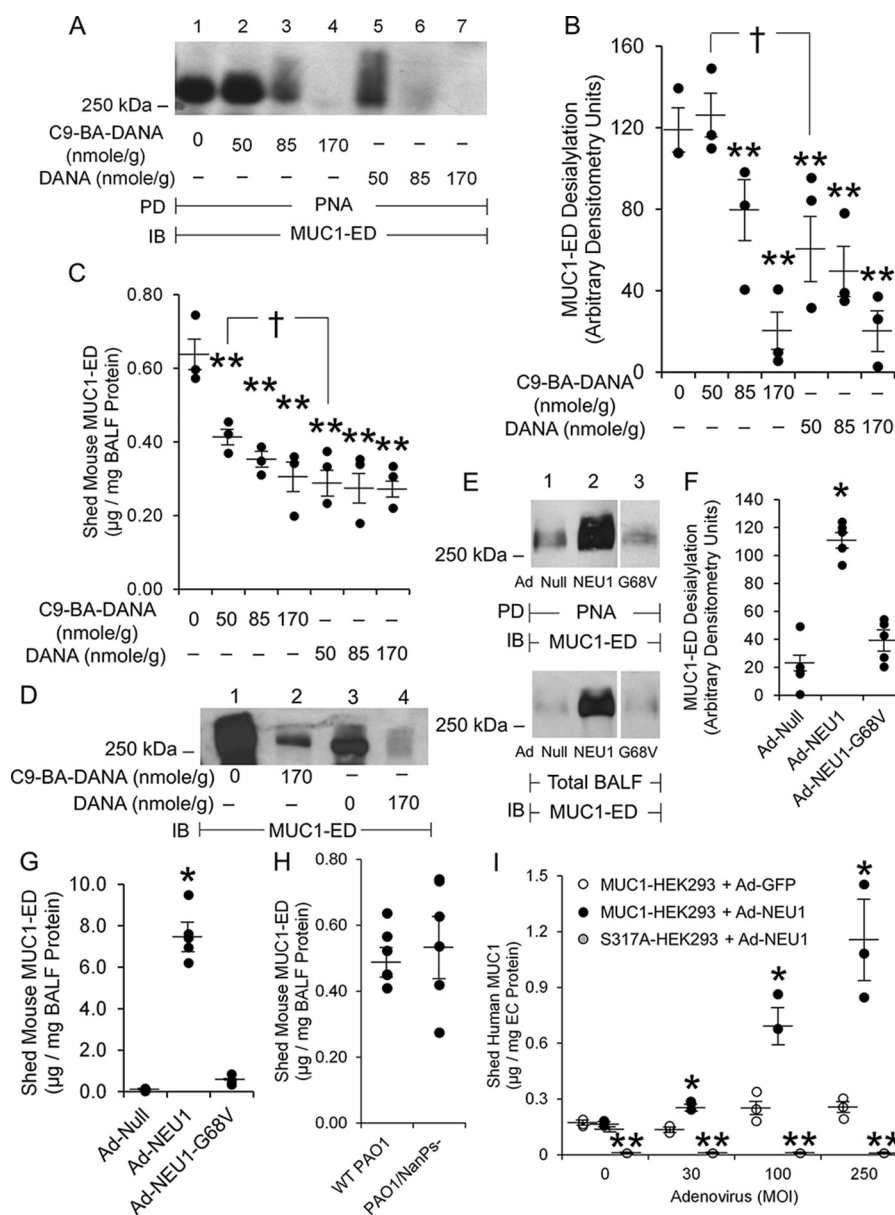 A
1 2 3 4 5 6 7
250 kDa –
C9-BA-DANA (nmole/g) 0 50 85 170 – – –
DANA (nmole/g) – – – – 50 85 170
PD PNA
IB MUC1-ED
B
MUC1-ED Desialylation
(Arbitrary Densitometry Units)
160
120
80
40
0
†
** ** ** ** **
C9-BA-DANA (nmole/g) 0 50 85 170 – – –
DANA (nmole/g) – – – – 50 85 170
C
Shed Mouse MUC1-ED
(µg / mg BALF Protein)
0.80
0.60
0.40
0.20
0.00
†
** ** ** ** ** **
C9-BA-DANA (nmole/g) 0 50 85 170 – – –
DANA (nmole/g) – – – – 50 85 170
D
1 2 3 4
250 kDa –
C9-BA-DANA (nmole/g) 0 170 – –
DANA (nmole/g) – – 0 170
IB MUC1-ED
E
1 2 3
250 kDa –
Ad Null NEU1 G68V
PD PNA
IB MUC1-ED
250 kDa –
Ad Null NEU1 G68V
Total BALF
IB MUC1-ED
F
MUC1-ED Desialylation
(Arbitrary Densitometry Units)
140
120
100
80
60
40
20
0
*
Ad-Null
Ad-NEU1
Ad-NEU1-G68V
G
Shed Mouse MUC1-ED
(µg / mg BALF Protein)
10.0
8.0
6.0
4.0
2.0
0.0
*
Ad-Null
Ad-NEU1
Ad-NEU1-G68V
H
Shed Mouse MUC1-ED
(µg / mg BALF Protein)
0.80
0.60
0.40
0.20
0.00
WT PAO1
PAO1/NanPs-
I
Shed Human MUC1
(µg / mg EC Protein)
1.5
1.2
0.9
0.6
0.3
0
MUC1-HEK293 + Ad-GFP
MUC1-HEK293 + Ad-NEU1
S317A-HEK293 + Ad-NEU1
* * *
** ** ** **
0 30 100 250
Adenovirus (MOI)